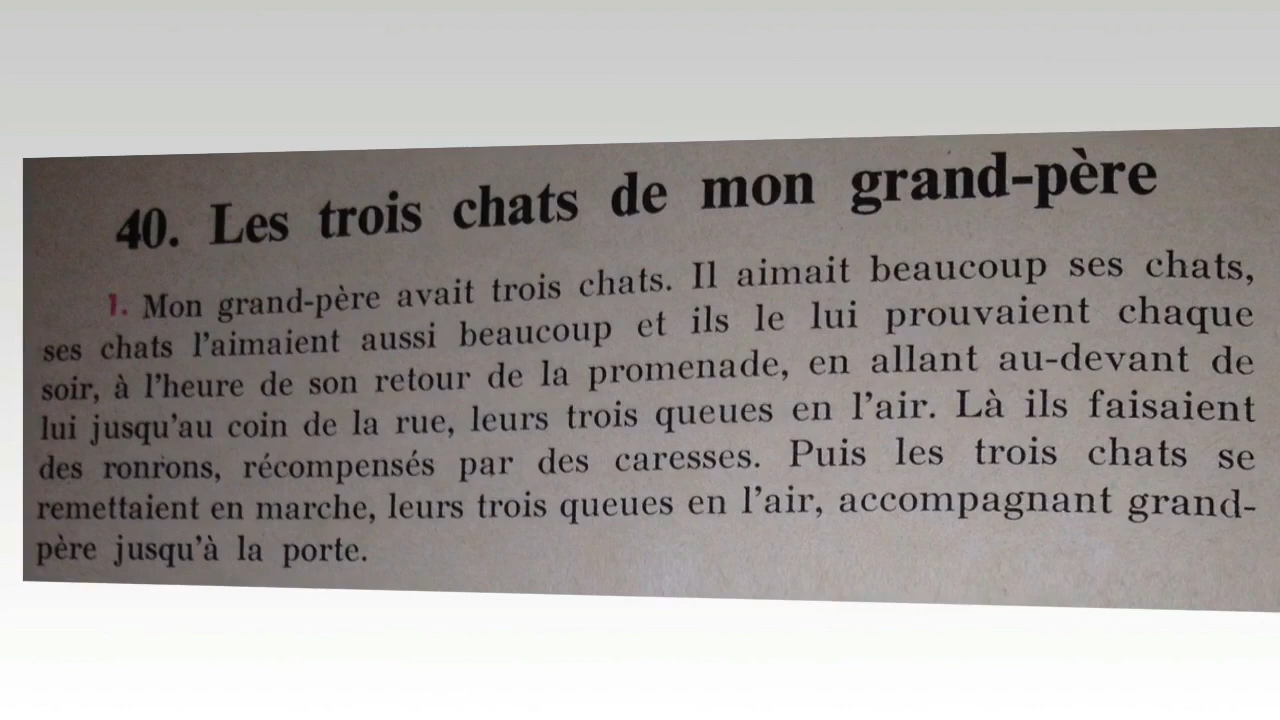 40. Les trois chats de mon grand-père
1. Mon grand-père avait trois chats. Il aimait beaucoup ses chats,
ses chats l'aimaient aussi beaucoup et ils le lui prouvaient chaque
soir, à l'heure de son retour de la promenade, en allant au-devant de
lui jusqu'au coin de la rue, leurs trois queues en l'air. Là ils faisaient
des ronrons, récompensés par des caresses. Puis les trois chats se
remettaient en marche, leurs trois queues en l'air, accompagnant grand-
père jusqu'à la porte.